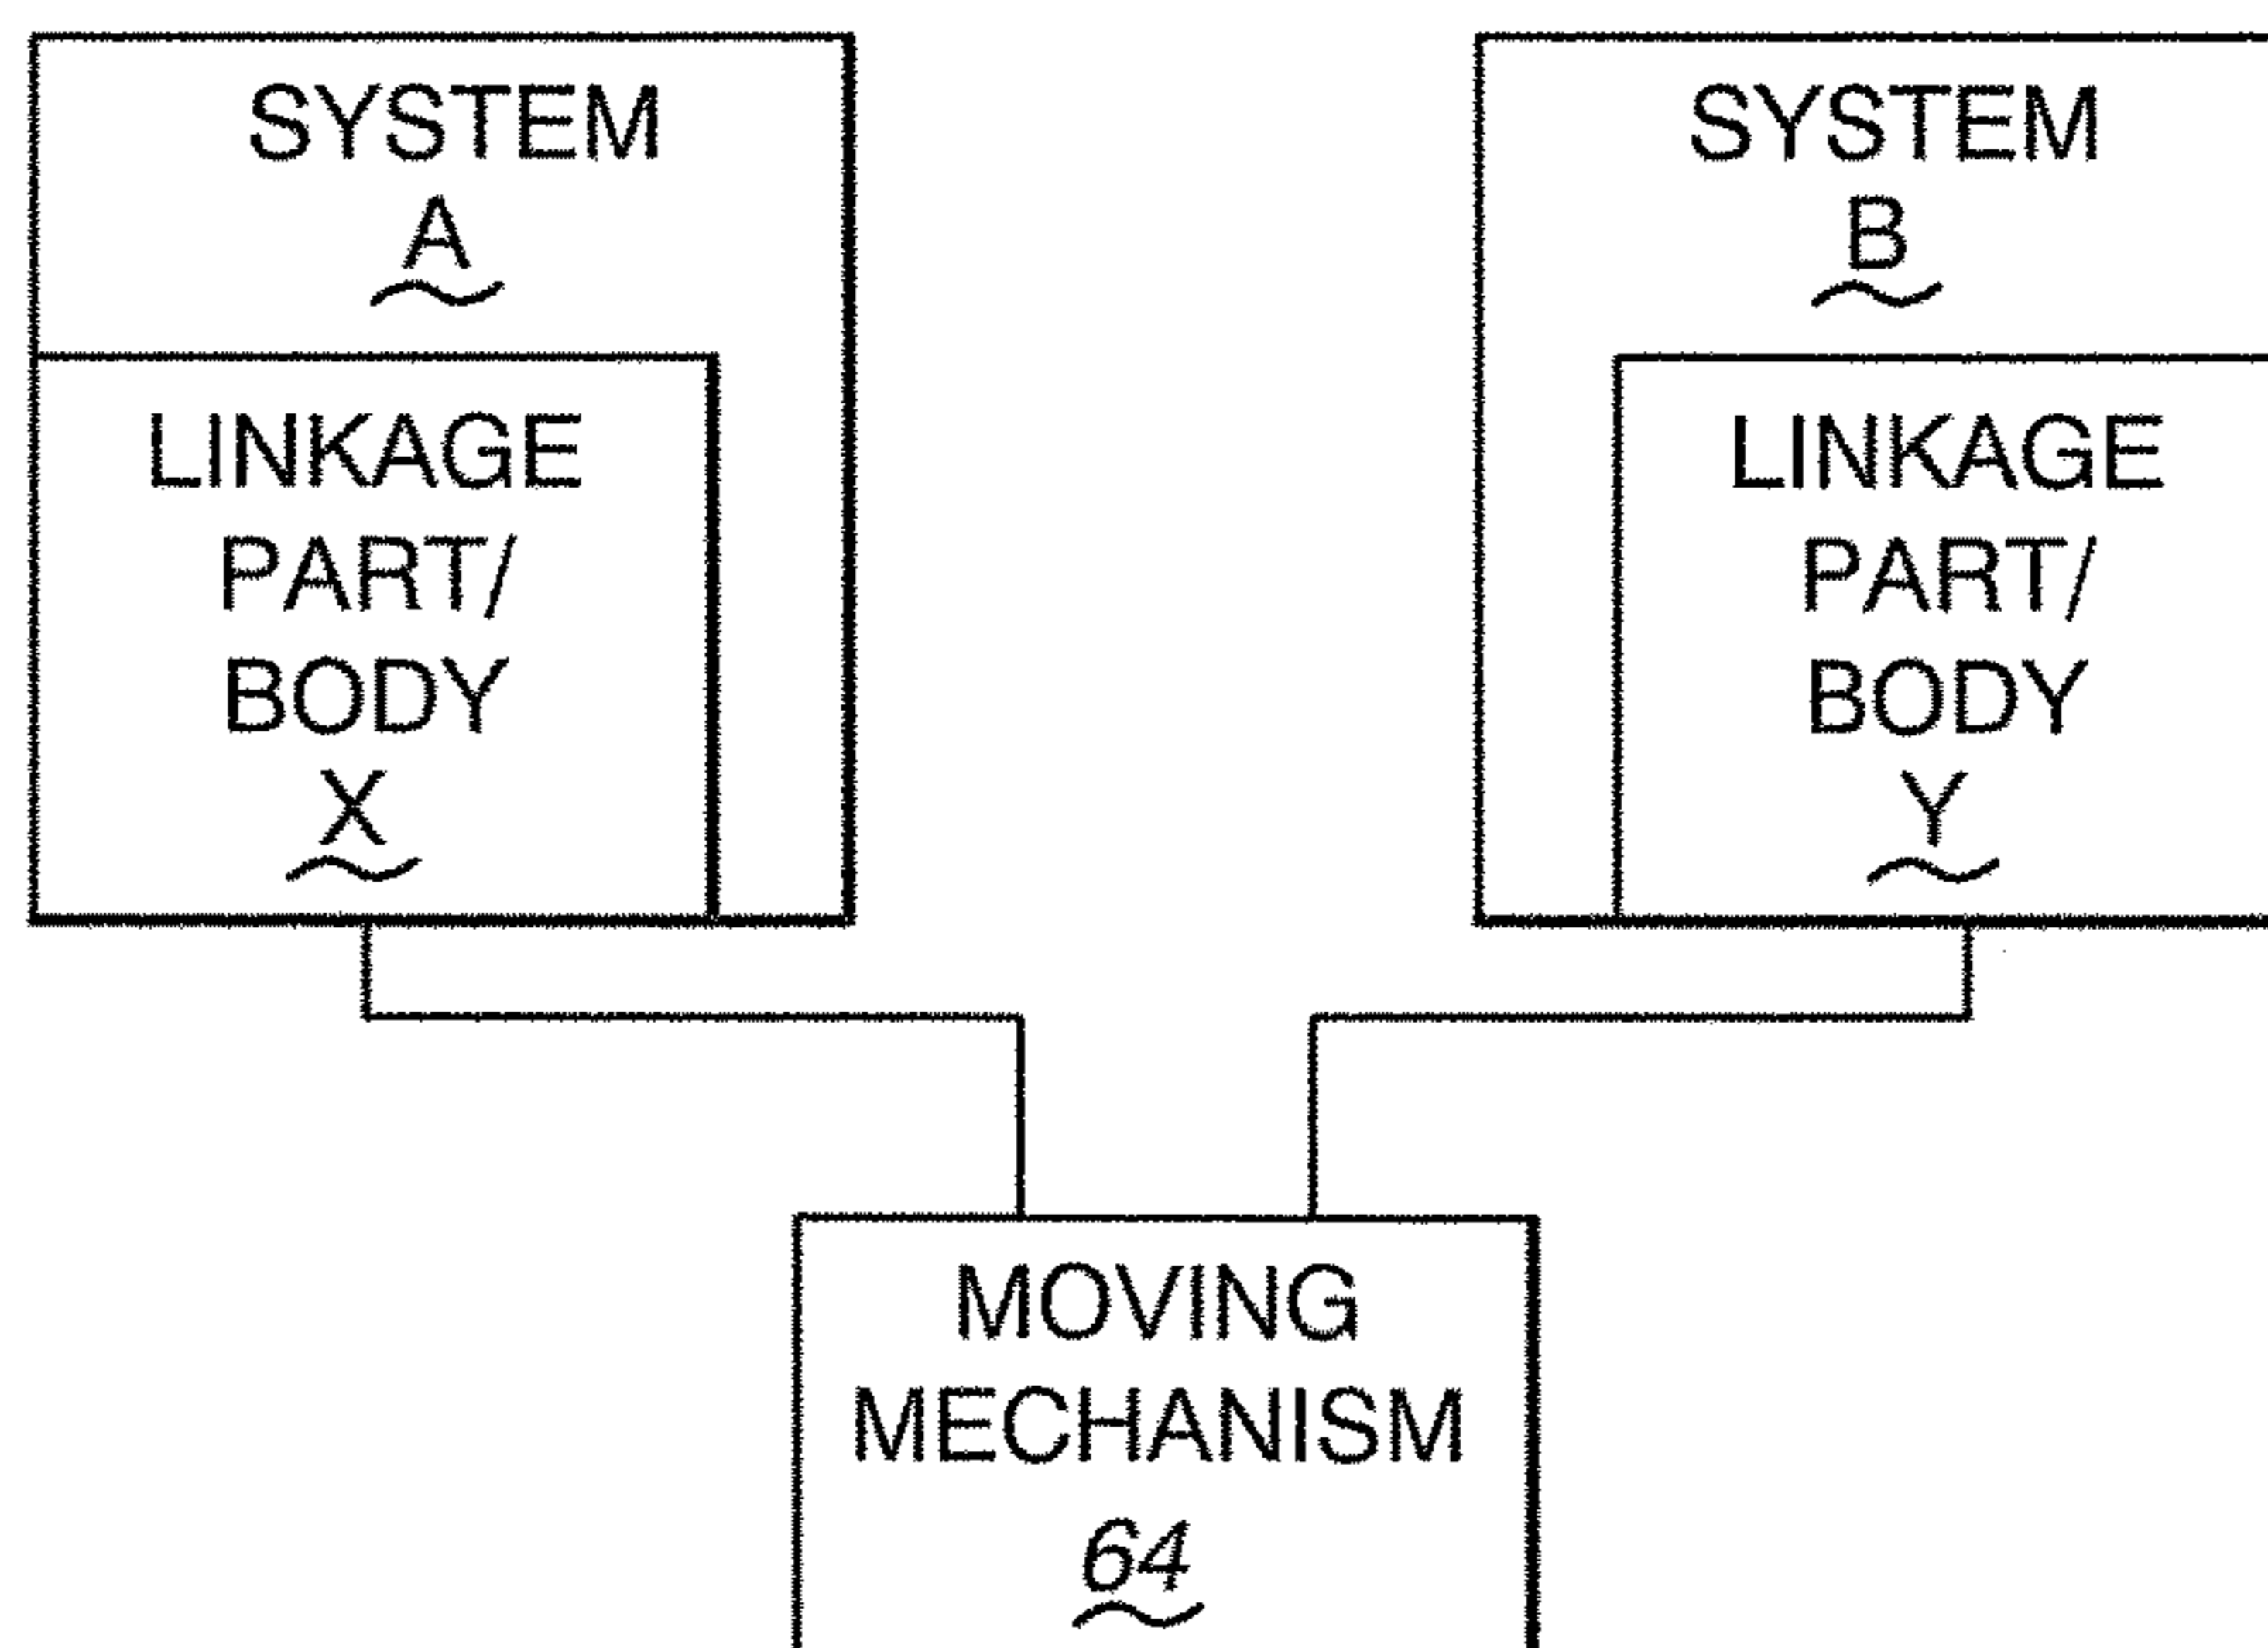 SYSTEM
A
LINKAGE
PART/
BODY
X
SYSTEM
B
LINKAGE
PART/
BODY
Y
MOVING
MECHANISM
64